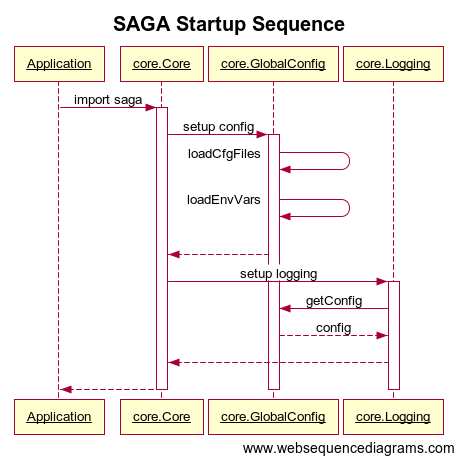 SAGA Startup Sequence
Application core.Core core.GlobalConfig core.Logging
import saga
setup config
loadCfgFiles
loadEnvVars
setup logging
getConfig
config
Application core.Core core.GlobalConfig core.Logging
www.websequencediagrams.com